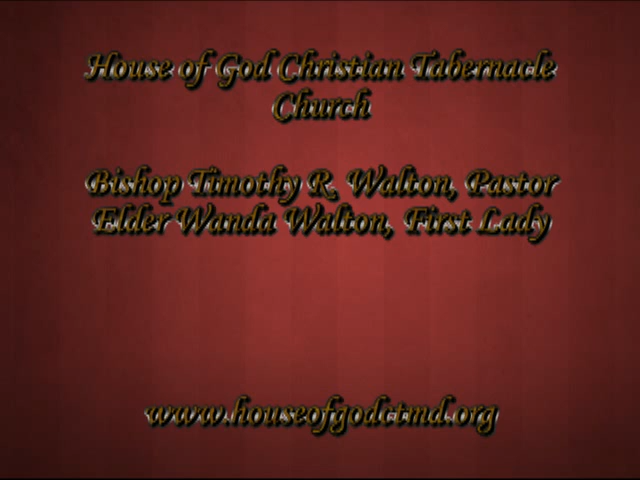 House of God Christian Tabernacle
Church
Bishop Timothy R. Walton, Pastor
Elder Wanda Walton, First Lady
www.houseofgodctmd.org